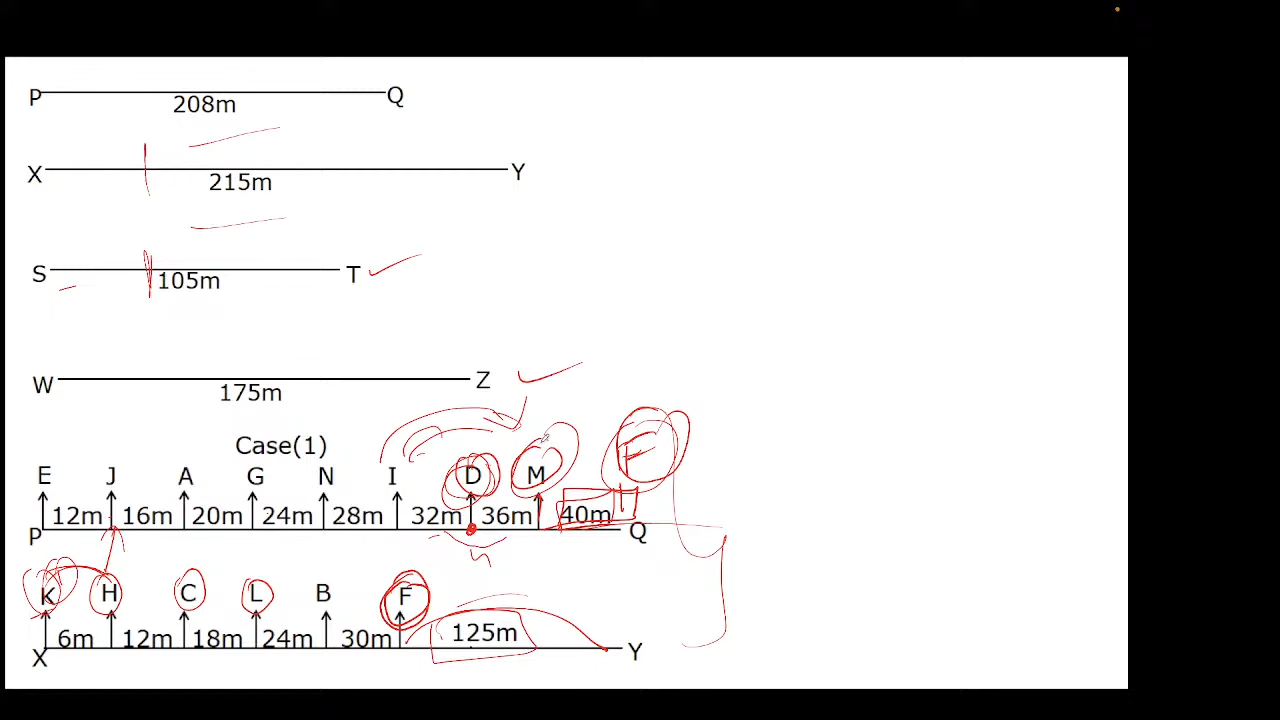 P Q
208m
X Y
215m
S T
105m
W Z
175m
Case(1)
E J A G N I D M F
12m 16m 20m 24m 28m 32m 36m 40m
P Q
K H C L B F
6m 12m 18m 24m 30m 125m
X Y